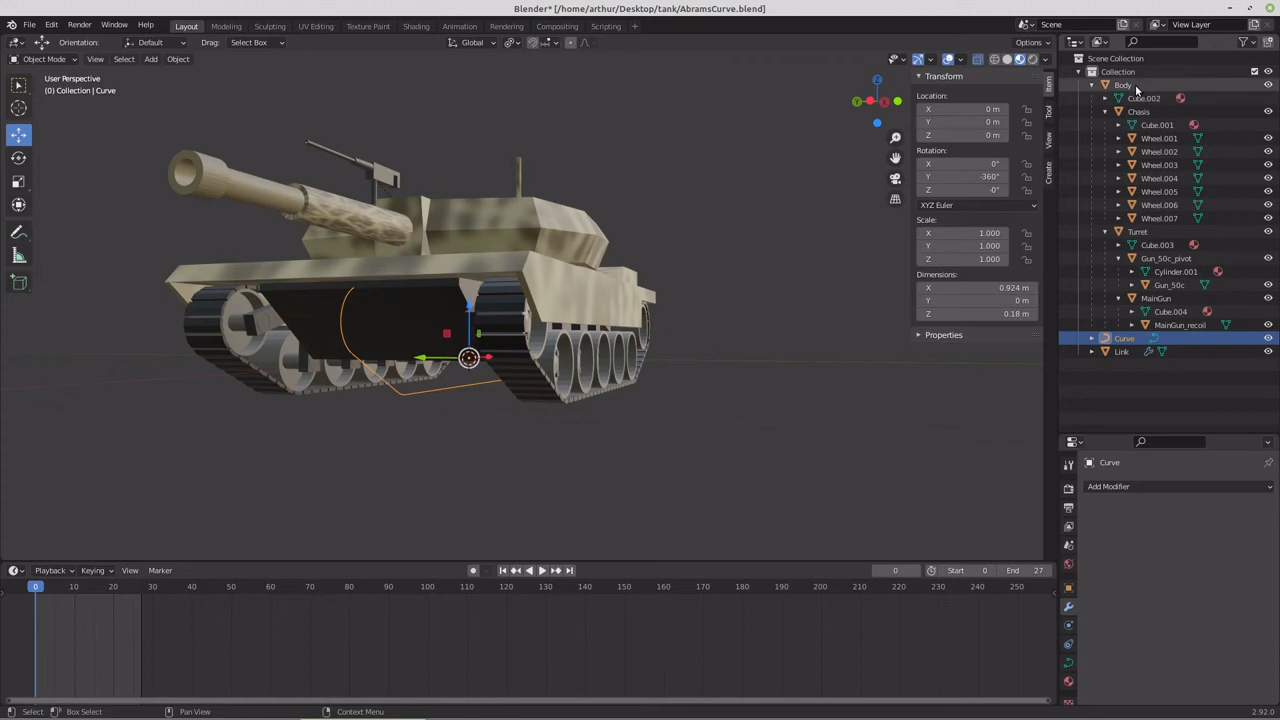 Blender* [/home/arthur/Desktop/tank/AbramsCurve.blend]
File Edit Render Window Help Layout Modeling Sculpting UV Editing Texture Paint Shading Animation Rendering Compositing Scripting + Scene View Layer
Orientation: Default Drag: Select Box Global Options
Object Mode View Select Add Object
User Perspective
(0) Collection | Curve
Z
Y
X
Transform
Location:
X 0 m
Y 0 m
Z 0 m
Rotation:
X 0°
Y -360°
Z -0°
XYZ Euler
Scale:
X 1.000
Y 1.000
Z 1.000
Dimensions:
X 0.924 m
Y 0 m
Z 0.18 m
Properties
Item
Tool
View
Create
Scene Collection
Collection
Body
Cube.002
Chasis
Cube.001
Wheel.001
Wheel.002
Wheel.003
Wheel.004
Wheel.005
Wheel.006
Wheel.007
Turret
Cube.003
Gun_50c_pivot
Cylinder.001
Gun_50c
MainGun
Cube.004
MainGun_recoil
Curve
Link
Curve
Add Modifier
Playback Keying View Marker 0 Start 0 End 27
0 10 20 30 40 50 60 70 80 90 100 110 120 130 140 150 160 170 180 190 200 210 220 230 240 250
Select Box Select Pan View Context Menu 2.92.0